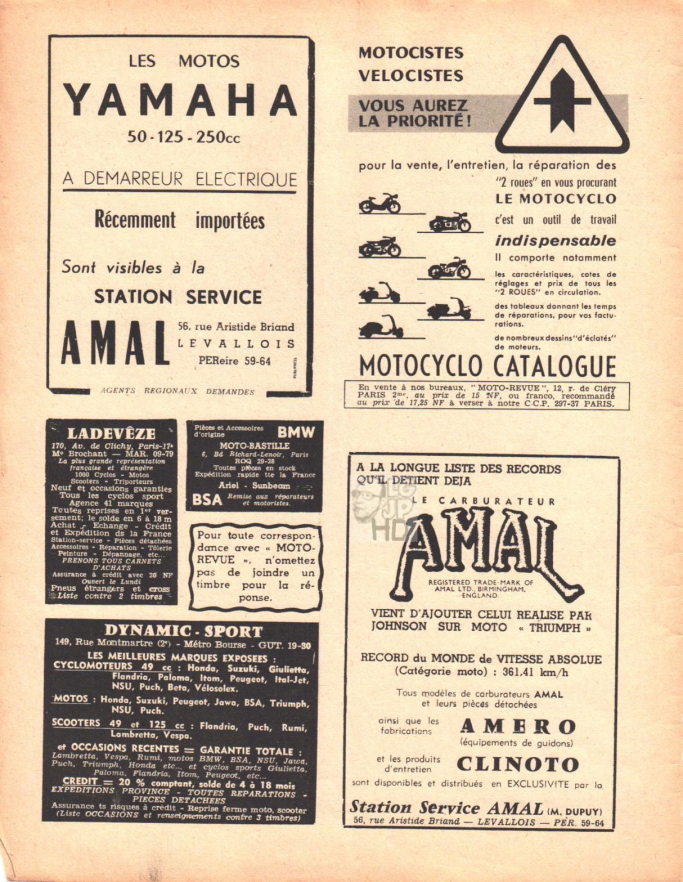 LES MOTOS
YAMAHA
50 - 125 - 250cc
A DEMARREUR ELECTRIQUE
Récemment importées
Sont visibles à la
STATION SERVICE
AMAL
56, rue Aristide Briand
LEVALLOIS
PEReire 59-64
AGENTS REGIONAUX DEMANDES
MOTOCISTES
VELOCISTES
VOUS AUREZ
LA PRIORITÉ !
pour la vente, l'entretien, la réparation des
"2 roues" en vous procurant
LE MOTOCYCLO
c'est un outil de travail
indispensable
Il comporte notamment
les caractéristiques, cotes de
réglages et prix de tous les
"2 ROUES" en circulation.
des tableaux donnant les temps
de réparations, pour vos factu-
rations.
de nombreux dessins "d'éclatés"
de moteurs.
MOTOCYCLO CATALOGUE
En vente à nos bureaux, "MOTO-REVUE", 12, r. de Cléry
PARIS 2me, au prix de 15 NF, ou franco, recommandé
au prix de 17,25 NF à verser à notre C.C.P. 297-37 PARIS.
LADEVÈZE
170, Av. de Clichy, Paris-17e
Mo Brochant — MAR. 09-79
La plus grande représentation
française et étrangère
1000 Cycles - Motos
Scooters - Triporteurs
Neuf et occasions garanties
Tous les cyclos sport
Agence 41 marques
Toutes reprises en 1er ver-
sement; le solde en 6 à 18 m
Achat - Echange - Crédit
et Expédition ds la France
Station-service - Pièces détachées
Accessoires - Réparation - Tôlerie
Peinture - Dépannage, etc...
PRENONS TOUS CARNETS
D'ACHATS
Assurance à crédit avec 30 NF
Ouvert le Lundi
Pneus étrangers et cross
Liste contre 2 timbres
Pièces et Accessoires
d'origine BMW
MOTO-BASTILLE
6, Bd Richard-Lenoir, Paris
ROQ 29-38
Toutes pièces en stock
Expédition rapide tte la France
Ariel - Sunbeam
BSA Remise aux réparateurs
et motoristes.
Pour toute correspon-
dance avec « MOTO-
REVUE », n'omettez
pas de joindre un
timbre pour la ré-
ponse.
DYNAMIC - SPORT
149, Rue Montmartre (2e) - Métro Bourse - GUT. 19-30
LES MEILLEURES MARQUES EXPOSEES :
CYCLOMOTEURS 49 cc : Honda, Suzuki, Giulietta,
Flandria, Paloma, Itom, Peugeot, Ital-Jet,
NSU, Puch, Beta, Vélosolex.
MOTOS : Honda, Suzuki, Peugeot, Jawa, BSA, Triumph,
NSU, Puch.
SCOOTERS 49 et 125 cc : Flandria, Puch, Rumi,
Lambretta, Vespa.
et OCCASIONS RECENTES = GARANTIE TOTALE :
Lambretta, Vespa, Rumi, motos BMW, BSA, NSU, Jawa,
Puch, Triumph, Honda etc... et cyclos sports Giulietta,
Paloma, Flandria, Itom, Peugeot, etc...
CREDIT = 20 % comptant, solde de 4 à 18 mois
EXPEDITIONS PROVINCE - TOUTES REPARATIONS -
PIECES DETACHEES
Assurance ts risques à crédit - Reprise ferme moto, scooter
(Liste OCCASIONS et renseignements contre 3 timbres)
A LA LONGUE LISTE DES RECORDS
QU'IL DETIENT DEJA
LE CARBURATEUR
AMAL
REGISTERED TRADE MARK OF
AMAL LTD., BIRMINGHAM,
ENGLAND.
VIENT D'AJOUTER CELUI REALISE PAR
JOHNSON SUR MOTO « TRIUMPH »
RECORD du MONDE de VITESSE ABSOLUE
(Catégorie moto) : 361.41 km/h
Tous modèles de carburateurs AMAL
et leurs pièces détachées
ainsi que les
fabrications
AMERO
(équipements de guidons)
et les produits
d'entretien
CLINOTO
sont disponibles et distribués en EXCLUSIVITE par la
Station Service AMAL (M. DUPUY)
56, rue Aristide Briand — LEVALLOIS — PÉR. 59-64